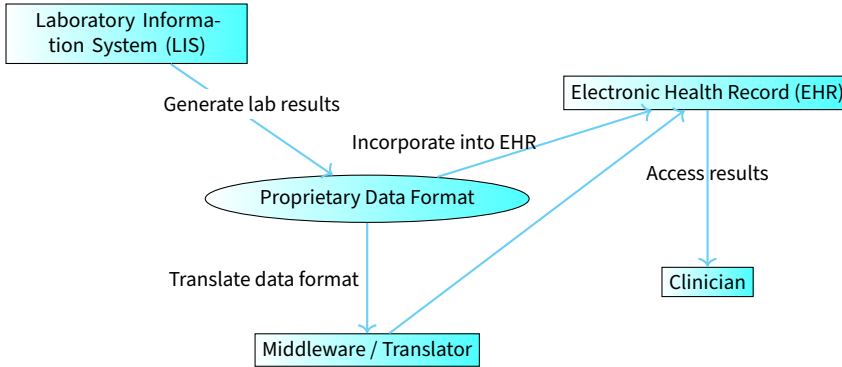 Laboratory Informa-
tion System (LIS)
Electronic Health Record (EHR)
Generate lab results
Incorporate into EHR
Access results
Proprietary Data Format
Translate data format
Clinician
Middleware / Translator